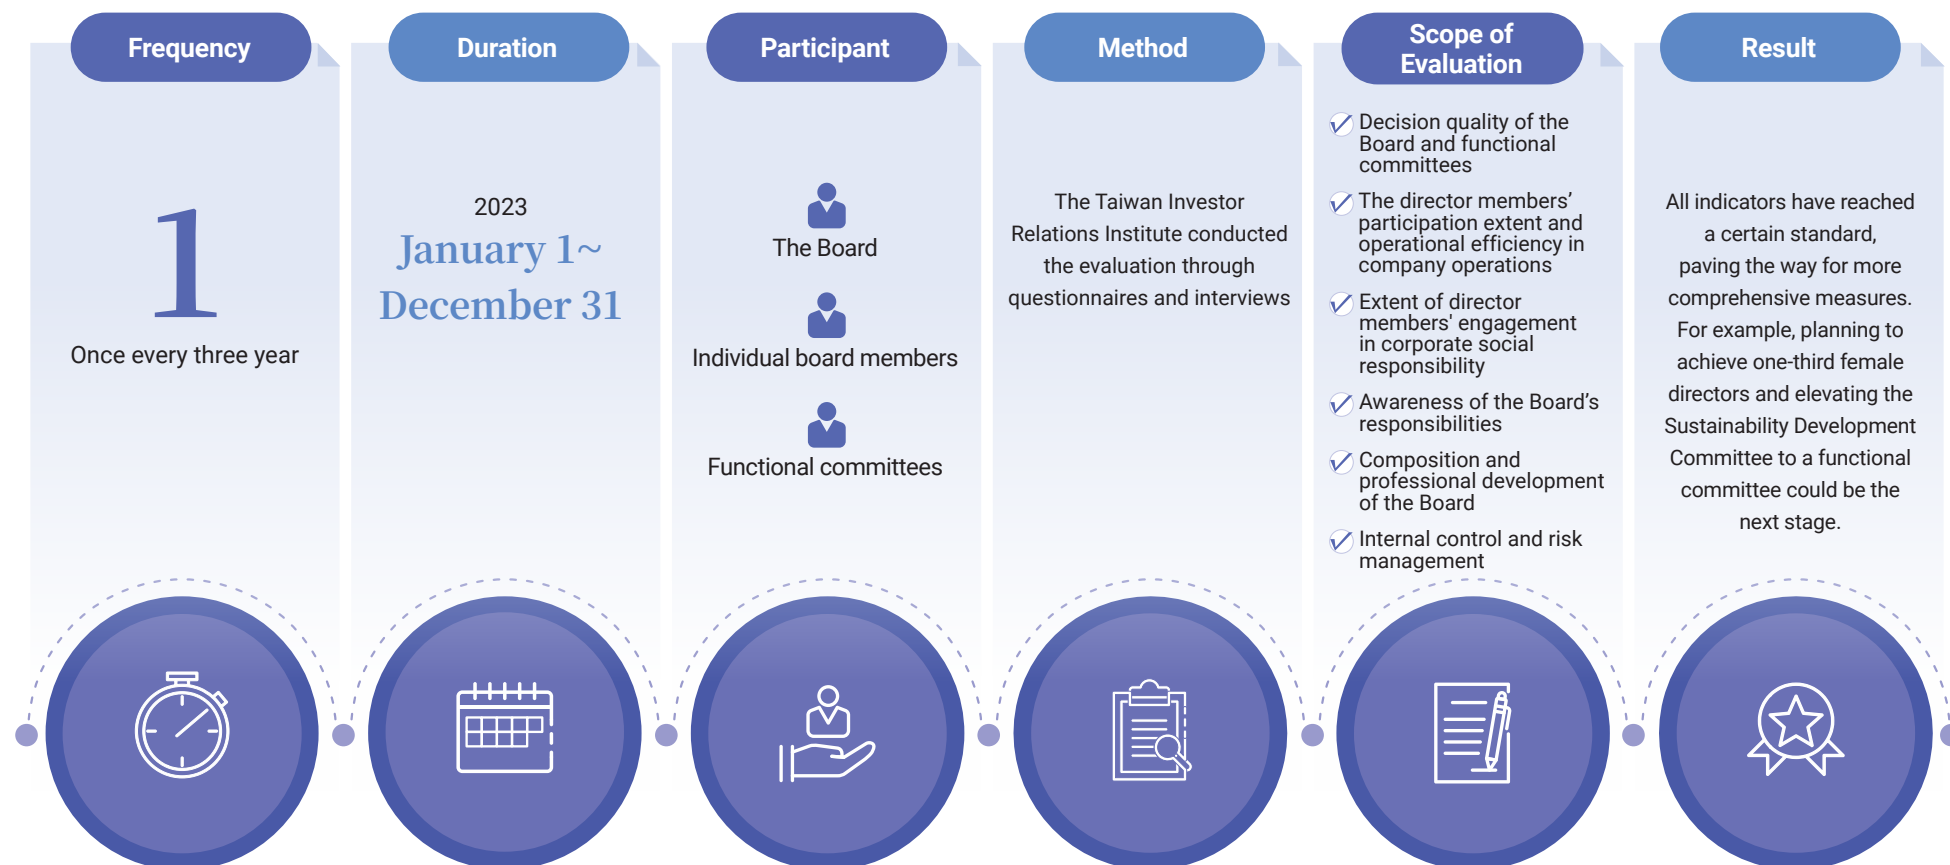 Frequency
1
Once every three year
Duration
2023
January 1~
December 31
Participant
The Board
Individual board members
Functional committees
Method
The Taiwan Investor
Relations Institute conducted
the evaluation through
questionnaires and interviews
Scope of
Evaluation
Decision quality of the
Board and functional
committees
The director members’
participation extent and
operational efficiency in
company operations
Extent of director
members' engagement
in corporate social
responsibility
Awareness of the Board’s
responsibilities
Composition and
professional development
of the Board
Internal control and risk
management
Result
All indicators have reached
a certain standard,
paving the way for more
comprehensive measures.
For example, planning to
achieve one-third female
directors and elevating the
Sustainability Development
Committee to a functional
committee could be the
next stage.